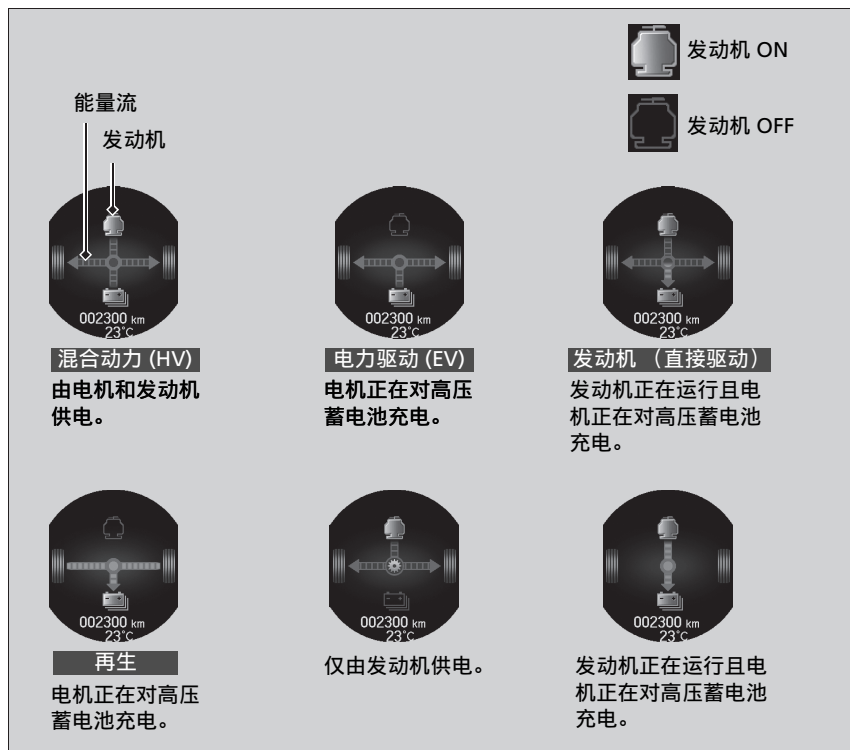 发动机 ON
发动机 OFF
能量流
发动机
002300 km
23°C
002300 km
23°C
002300 km
23°C
混合动力 (HV)
电力驱动 (EV)
发动机 （直接驱动）
由电机和发动机
供电。
电机正在对高压
蓄电池充电。
发动机正在运行且电
机正在对高压蓄电池
充电。
002300 km
23°C
002300 km
23°C
002300 km
23°C
再生
电机正在对高压
蓄电池充电。
仅由发动机供电。
发动机正在运行且电
机正在对高压蓄电池
充电。